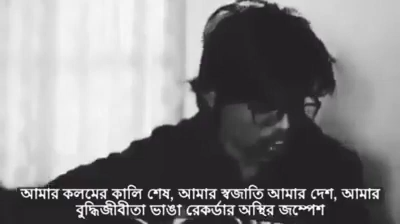 আমার কলমের কালি শেষ, আমার স্বজাতি আমার দেশ, আমার
বুদ্ধিজীবীতা ভাঙা রেকর্ডার অস্থির জম্পেশ